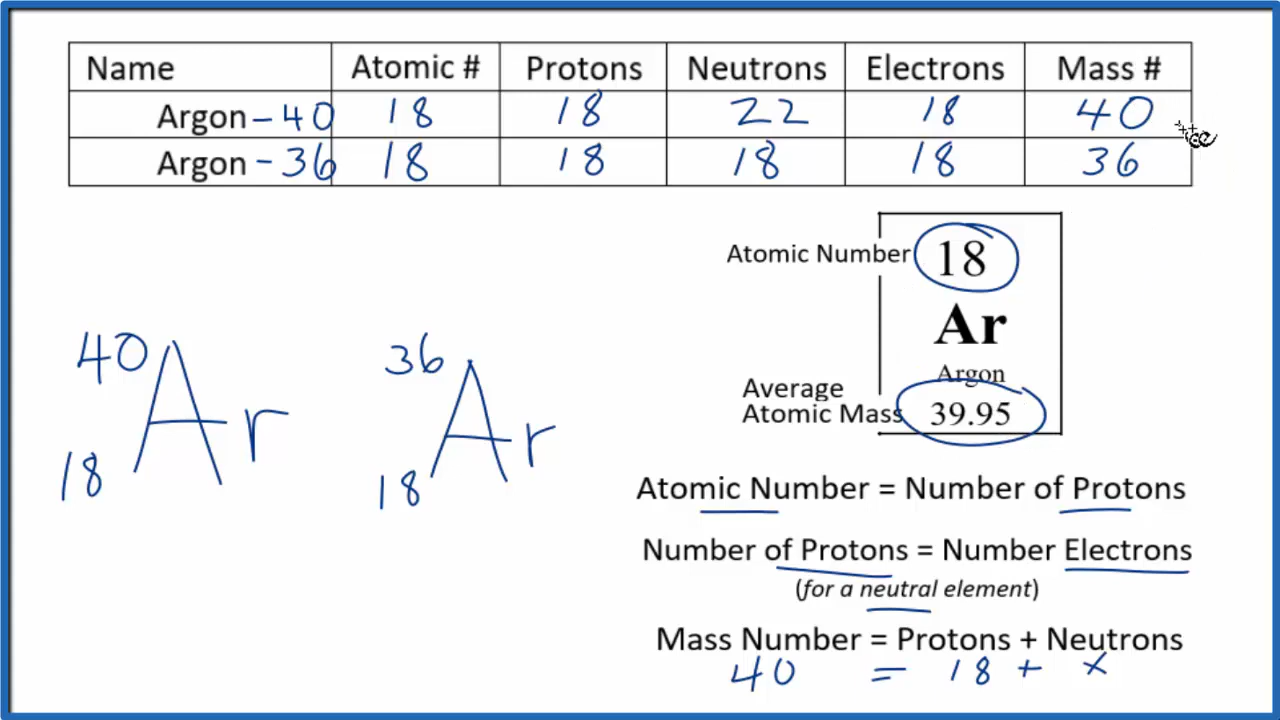 Name Atomic # Protons Neutrons Electrons Mass #
Argon -40 18 18 22 18 40
Argon -36 18 18 18 18 36
Atomic Number 18
Ar
Argon
Average
Atomic Mass 39.95
40
Ar
18
36
Ar
18
Atomic Number = Number of Protons
Number of Protons = Number Electrons
(for a neutral element)
Mass Number = Protons + Neutrons
40 = 18 + x